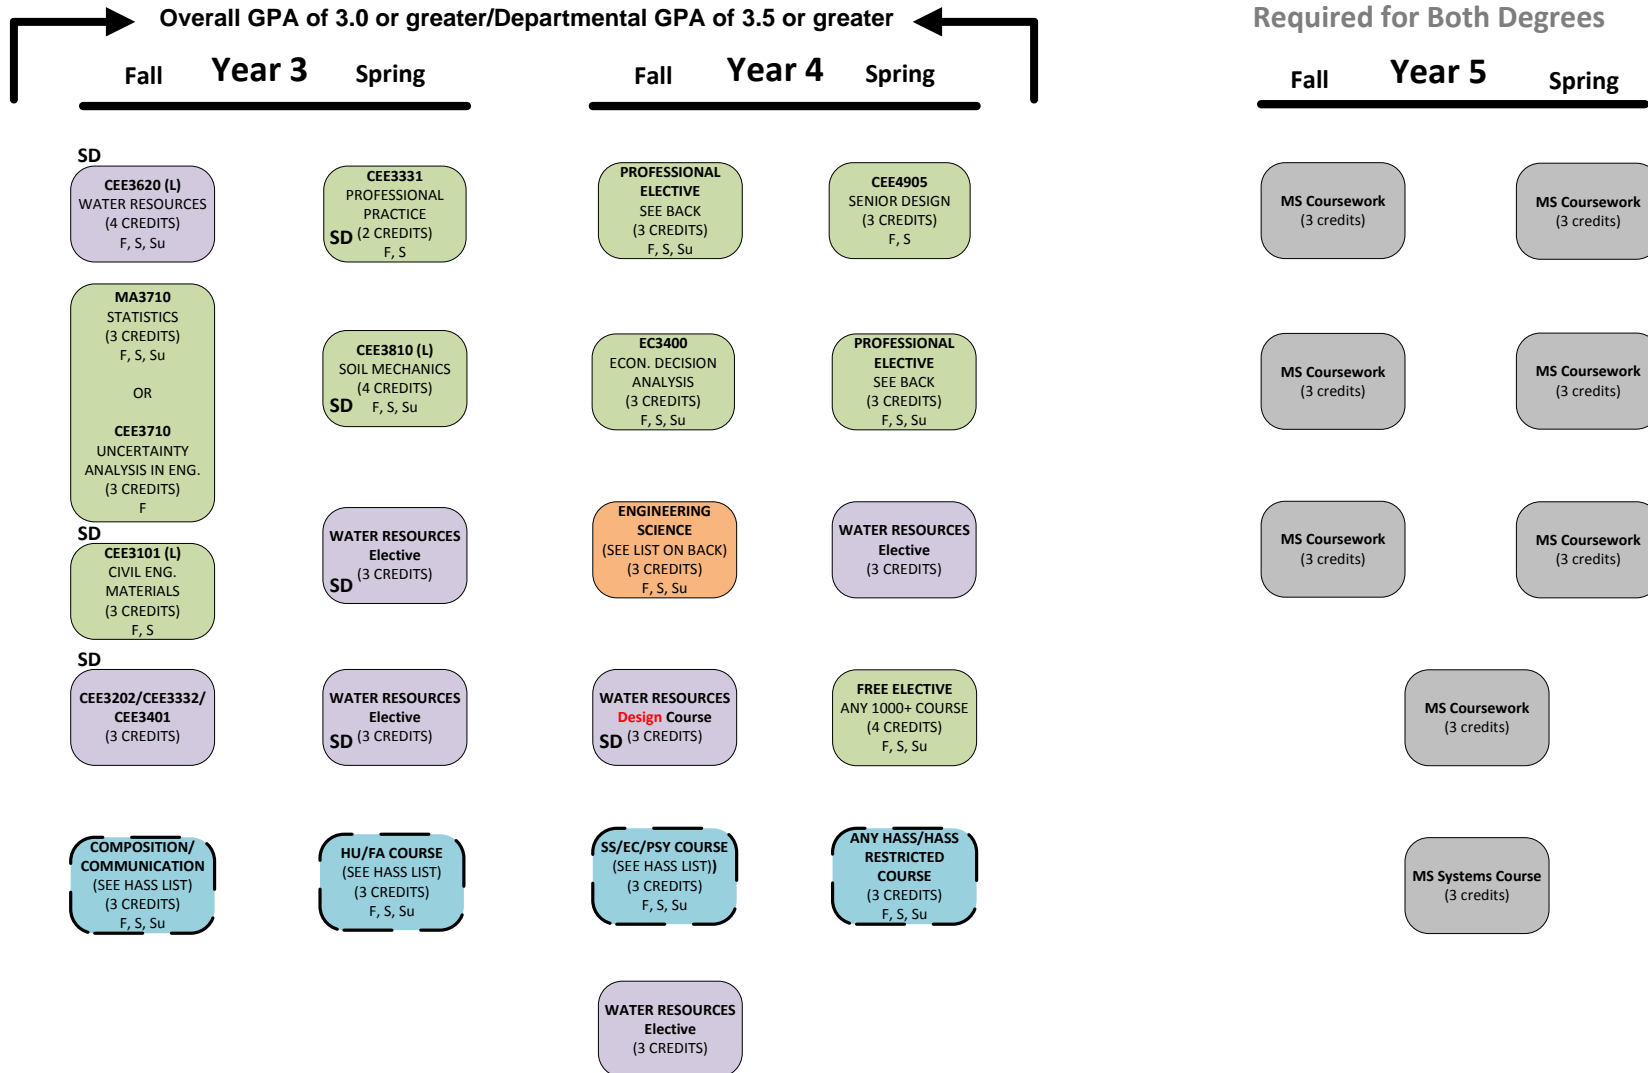 Overall GPA of 3.0 or greater/Departmental GPA of 3.5 or greater
Required for Both Degrees
Fall
Year 3
Spring
Fall
Year 4
Spring
Fall
Year 5
Spring
SD
CEE3620 (L)
WATER RESOURCES
(4 CREDITS)
F, S, Su
MA3710
STATISTICS
(3 CREDITS)
F, S, Su
OR
CEE3710
UNCERTAINTY
ANALYSIS IN ENG.
(3 CREDITS)
F
SD
CEE3101 (L)
CIVIL ENG.
MATERIALS
(3 CREDITS)
F, S
SD
CEE3202/CEE3332/
CEE3401
(3 CREDITS)
COMPOSITION/
COMMUNICATION
(SEE HASS LIST)
(3 CREDITS)
F, S, Su
CEE3331
PROFESSIONAL
PRACTICE
SD (2 CREDITS)
F, S
CEE3810 (L)
SOIL MECHANICS
(4 CREDITS)
SD F, S, Su
WATER RESOURCES
Elective
(3 CREDITS)
SD
WATER RESOURCES
Elective
SD (3 CREDITS)
HU/FA COURSE
(SEE HASS LIST)
(3 CREDITS)
F, S, Su
PROFESSIONAL
ELECTIVE
SEE BACK
(3 CREDITS)
F, S, Su
EC3400
ECON. DECISION
ANALYSIS
(3 CREDITS)
F, S, Su
ENGINEERING
SCIENCE
(SEE LIST ON BACK)
(3 CREDITS)
F, S, Su
WATER RESOURCES
Design Course
SD (3 CREDITS)
SS/EC/PSY COURSE
(SEE HASS LIST))
(3 CREDITS)
F, S, Su
WATER RESOURCES
Elective
(3 CREDITS)
CEE4905
SENIOR DESIGN
(3 CREDITS)
F, S
PROFESSIONAL
ELECTIVE
SEE BACK
(3 CREDITS)
F, S, Su
WATER RESOURCES
Elective
(3 CREDITS)
FREE ELECTIVE
ANY 1000+ COURSE
(4 CREDITS)
F, S, Su
ANY HASS/HASS
RESTRICTED
COURSE
(3 CREDITS)
F, S, Su
MS Coursework
(3 credits)
MS Coursework
(3 credits)
MS Coursework
(3 credits)
MS Coursework
(3 credits)
MS Coursework
(3 credits)
MS Coursework
(3 credits)
MS Coursework
(3 credits)
MS Systems Course
(3 credits)